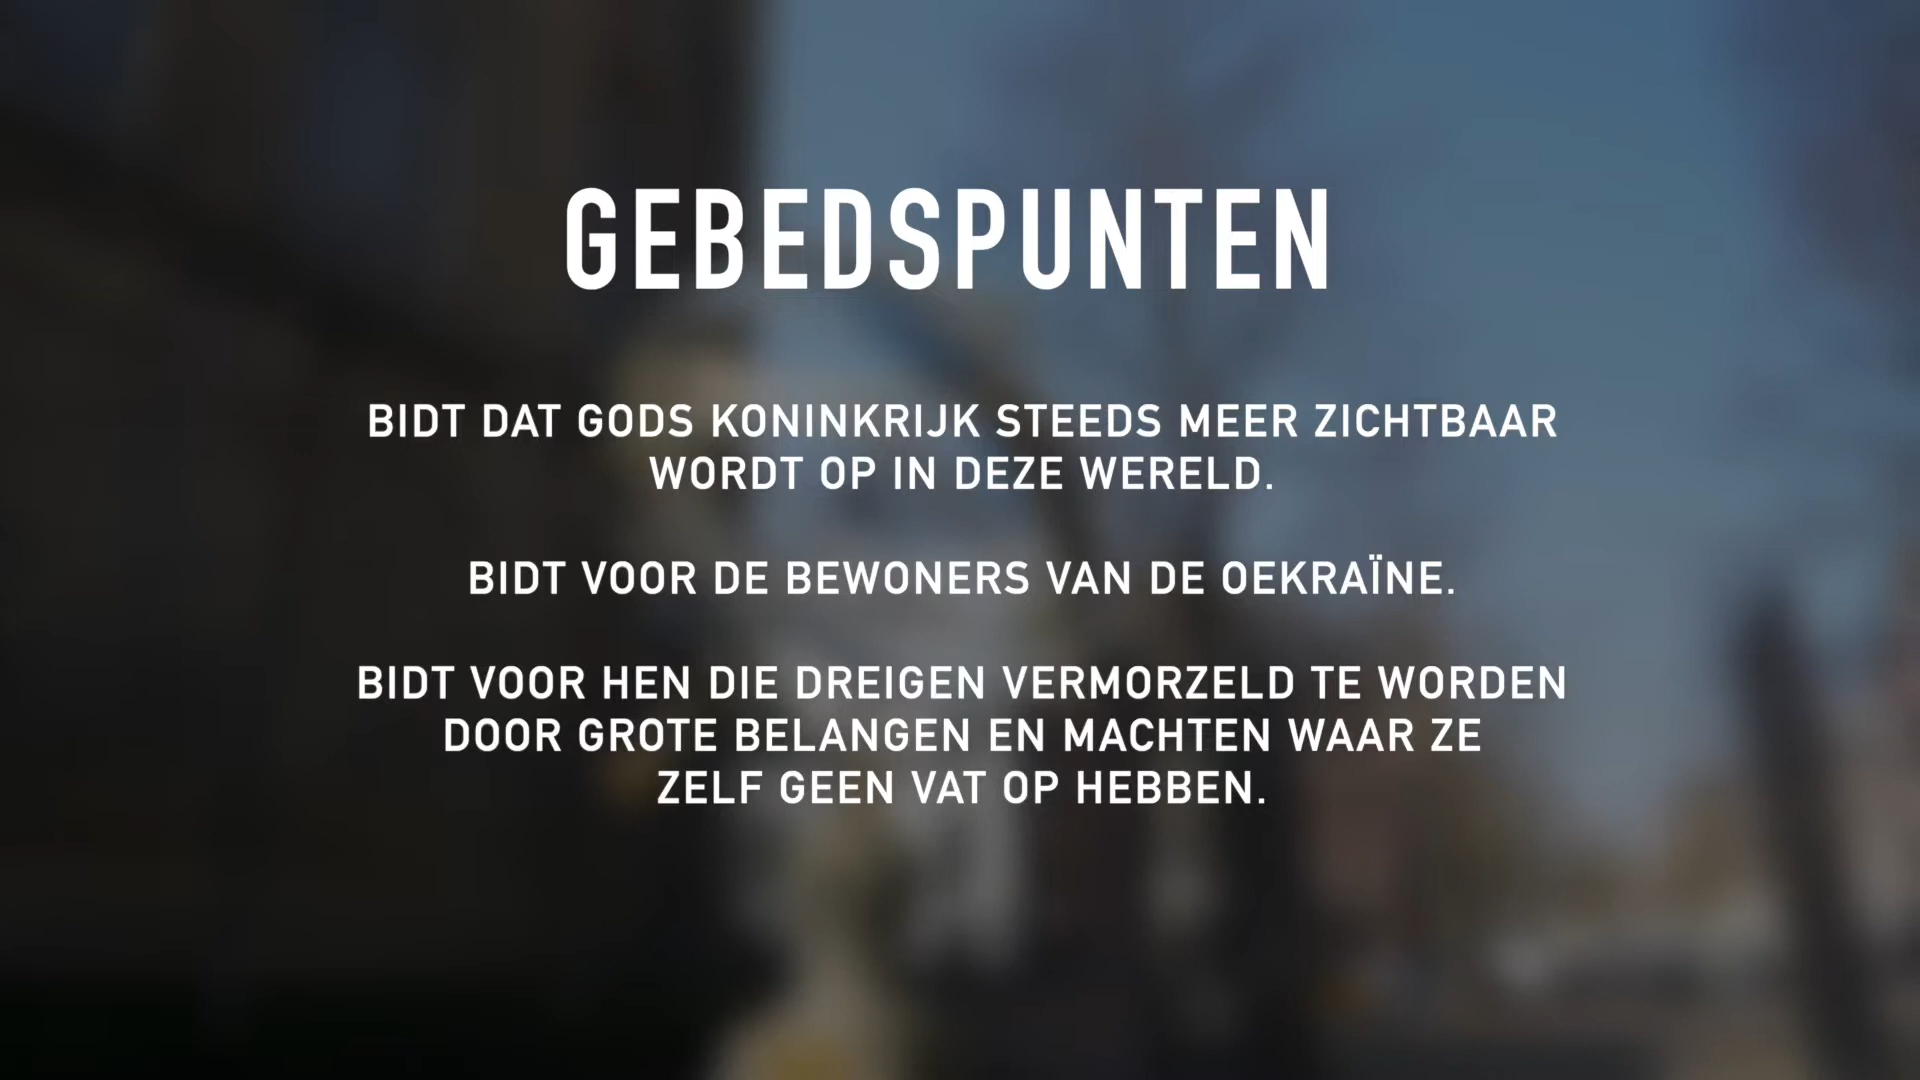 GEBEDSPUNTEN
BIDT DAT GODS KONINKRIJK STEEDS MEER ZICHTBAAR
WORDT OP IN DEZE WERELD.
BIDT VOOR DE BEWONERS VAN DE OEKRAÏNE.
BIDT VOOR HEN DIE DREIGEN VERMORZELD TE WORDEN
DOOR GROTE BELANGEN EN MACHTEN WAAR ZE
ZELF GEEN VAT OP HEBBEN.